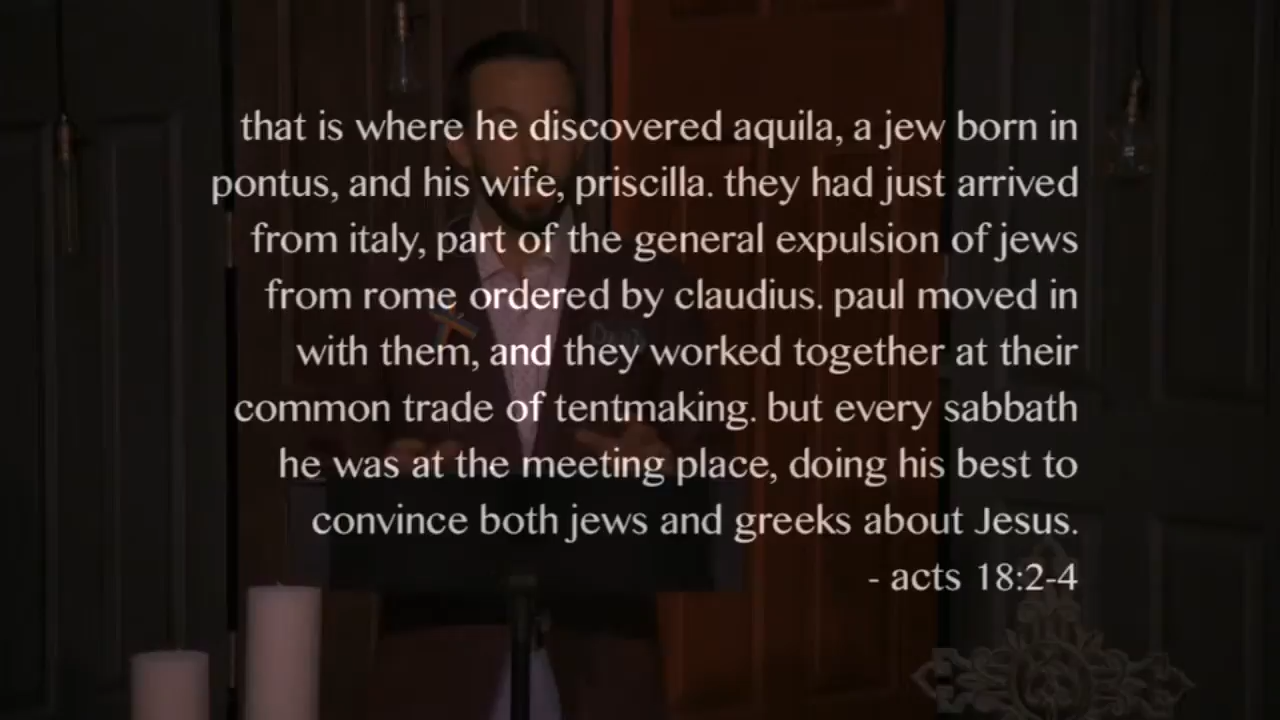 that is where he discovered aquila, a jew born in
pontus, and his wife, priscilla. they had just arrived
from italy, part of the general expulsion of jews
from rome ordered by claudius. paul moved in
with them, and they worked together at their
common trade of tentmaking. but every sabbath
he was at the meeting place, doing his best to
convince both jews and greeks about Jesus.
- acts 18:2-4